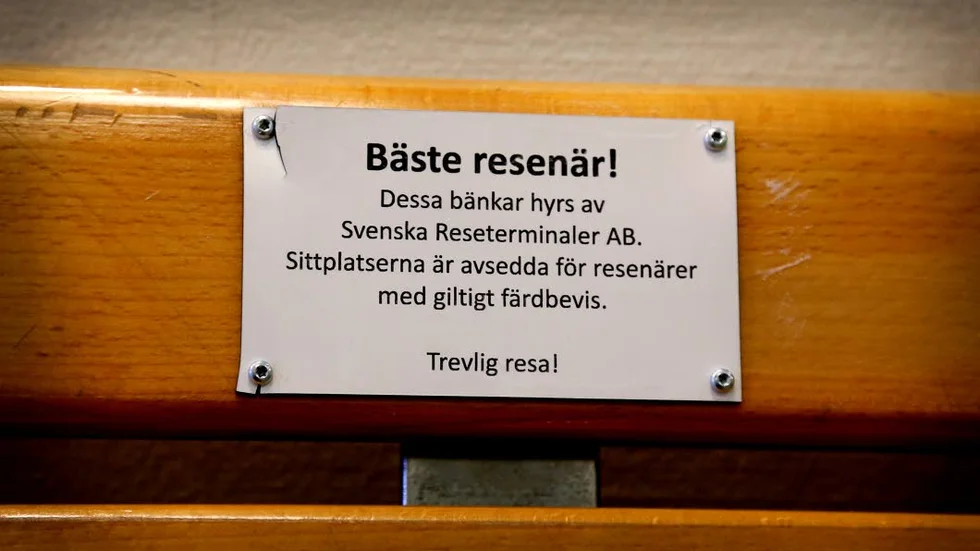 Bäste resenär!
Dessa bänkar hyrs av
Svenska Reseterminaler AB.
Sittplatserna är avsedda för resenärer
med giltigt färdbevis.
Trevlig resa!